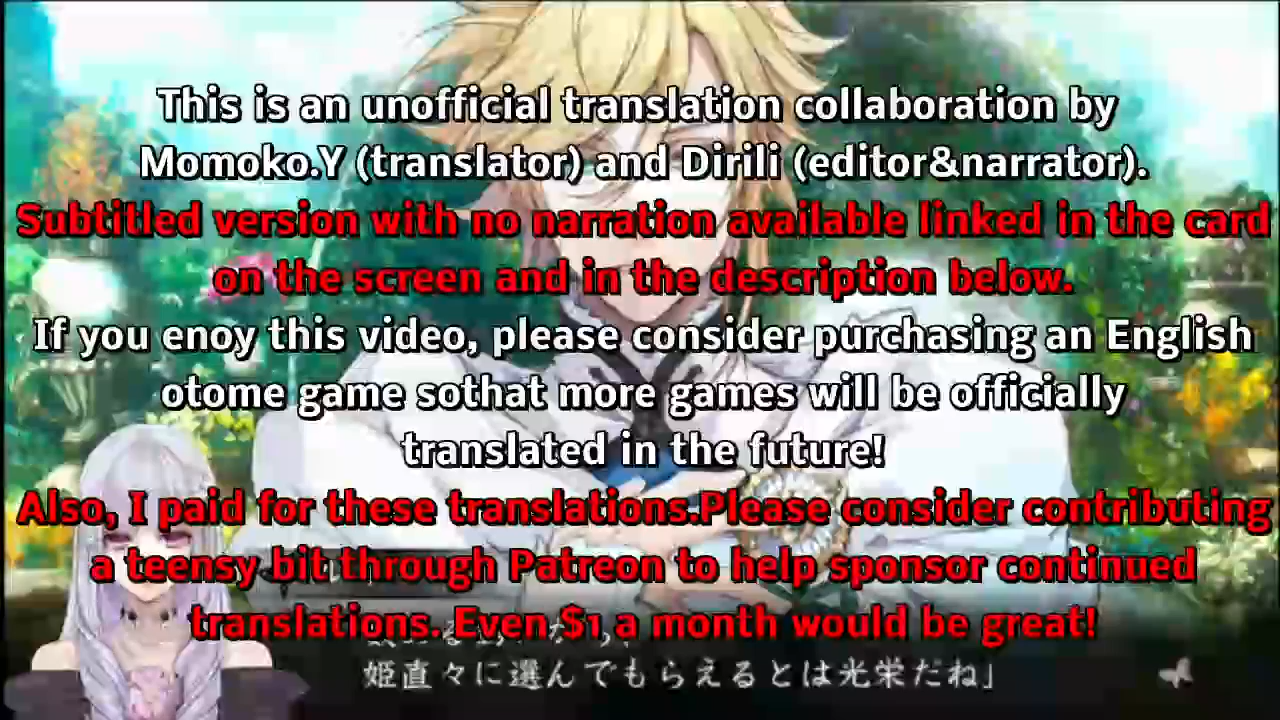 This is an unofficial translation collaboration by
Momoko.Y (translator) and Dirili (editor&narrator).
Subtitled version with no narration available linked in the card
on the screen and in the description below.
If you enoy this video, please consider purchasing an English
otome game sothat more games will be officially
translated in the future!
Also, I paid for these translations.Please consider contributing
a teensy bit through Patreon to help sponsor continued
translations. Even $1 a month would be great!
姫直々に選んでもらえるとは光栄だね」